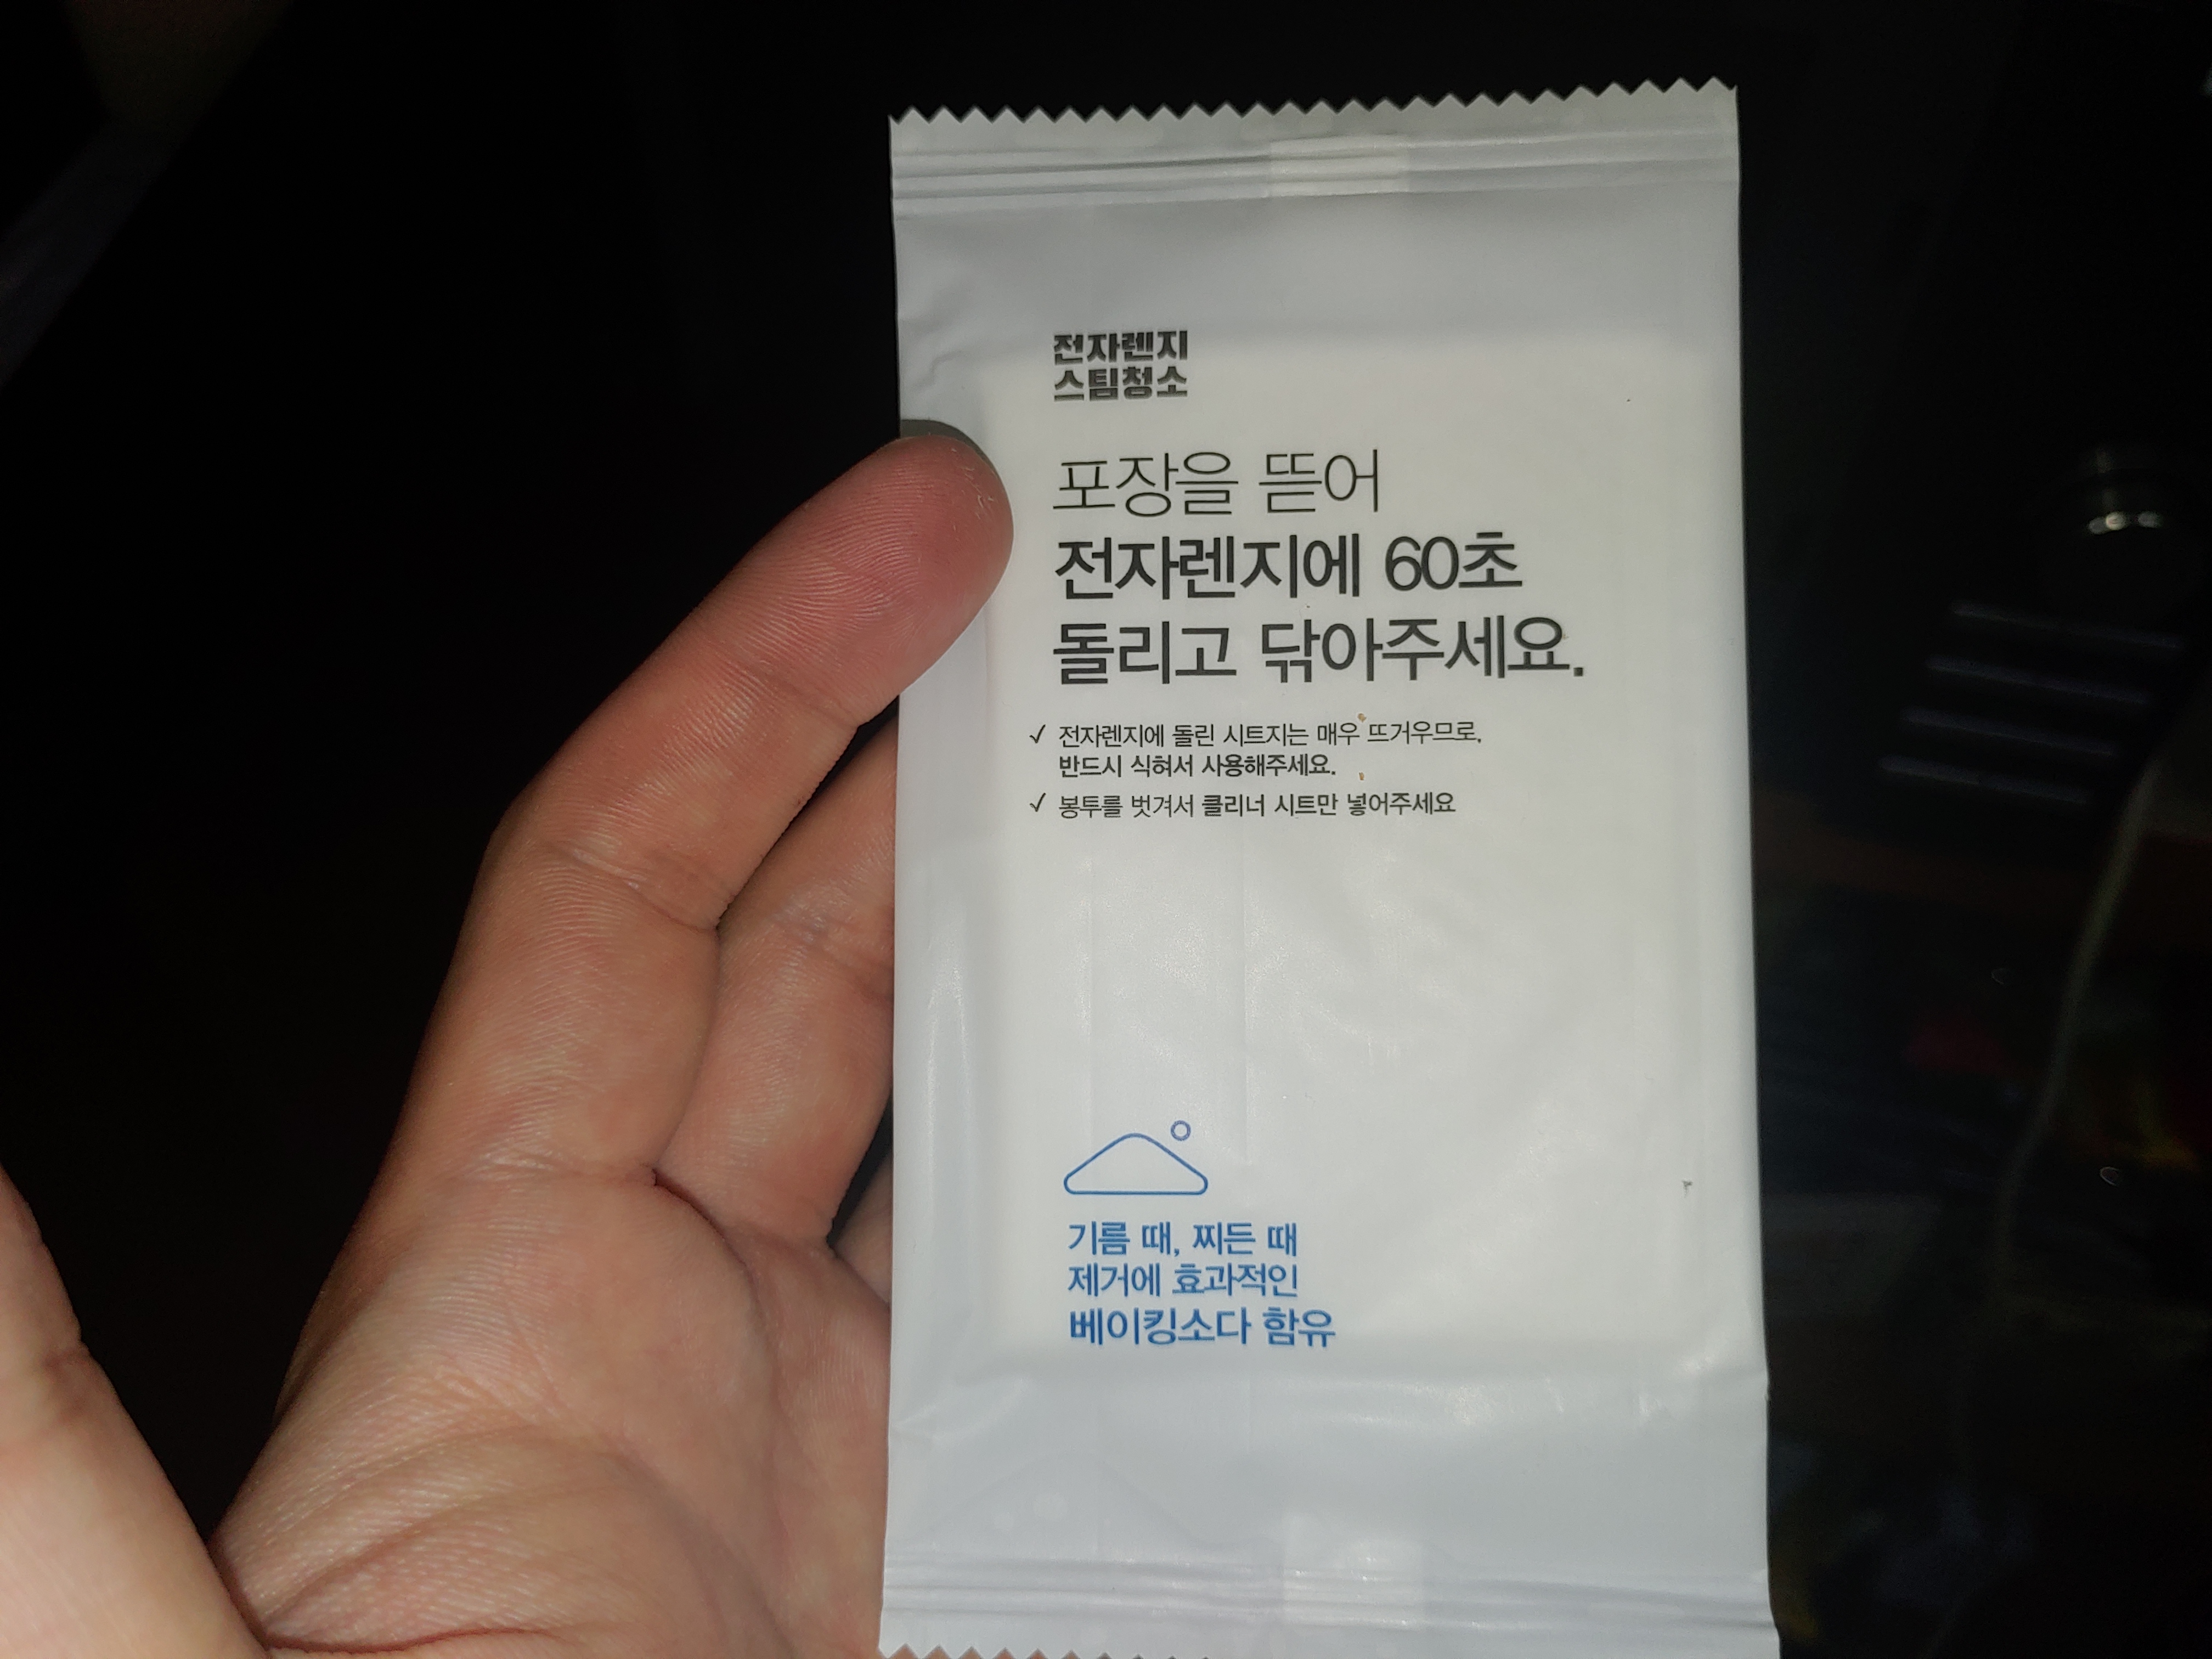 전자렌지
스팀청소
포장을 뜯어
전자렌지에 60초
돌리고 닦아주세요.
✓ 전자렌지에 돌린 시트지는 매우 뜨거우므로,
반드시 식혀서 사용해주세요.
✓ 봉투를 벗겨서 클리너 시트만 넣어주세요
기름 때, 찌든 때
제거에 효과적인
베이킹소다 함유